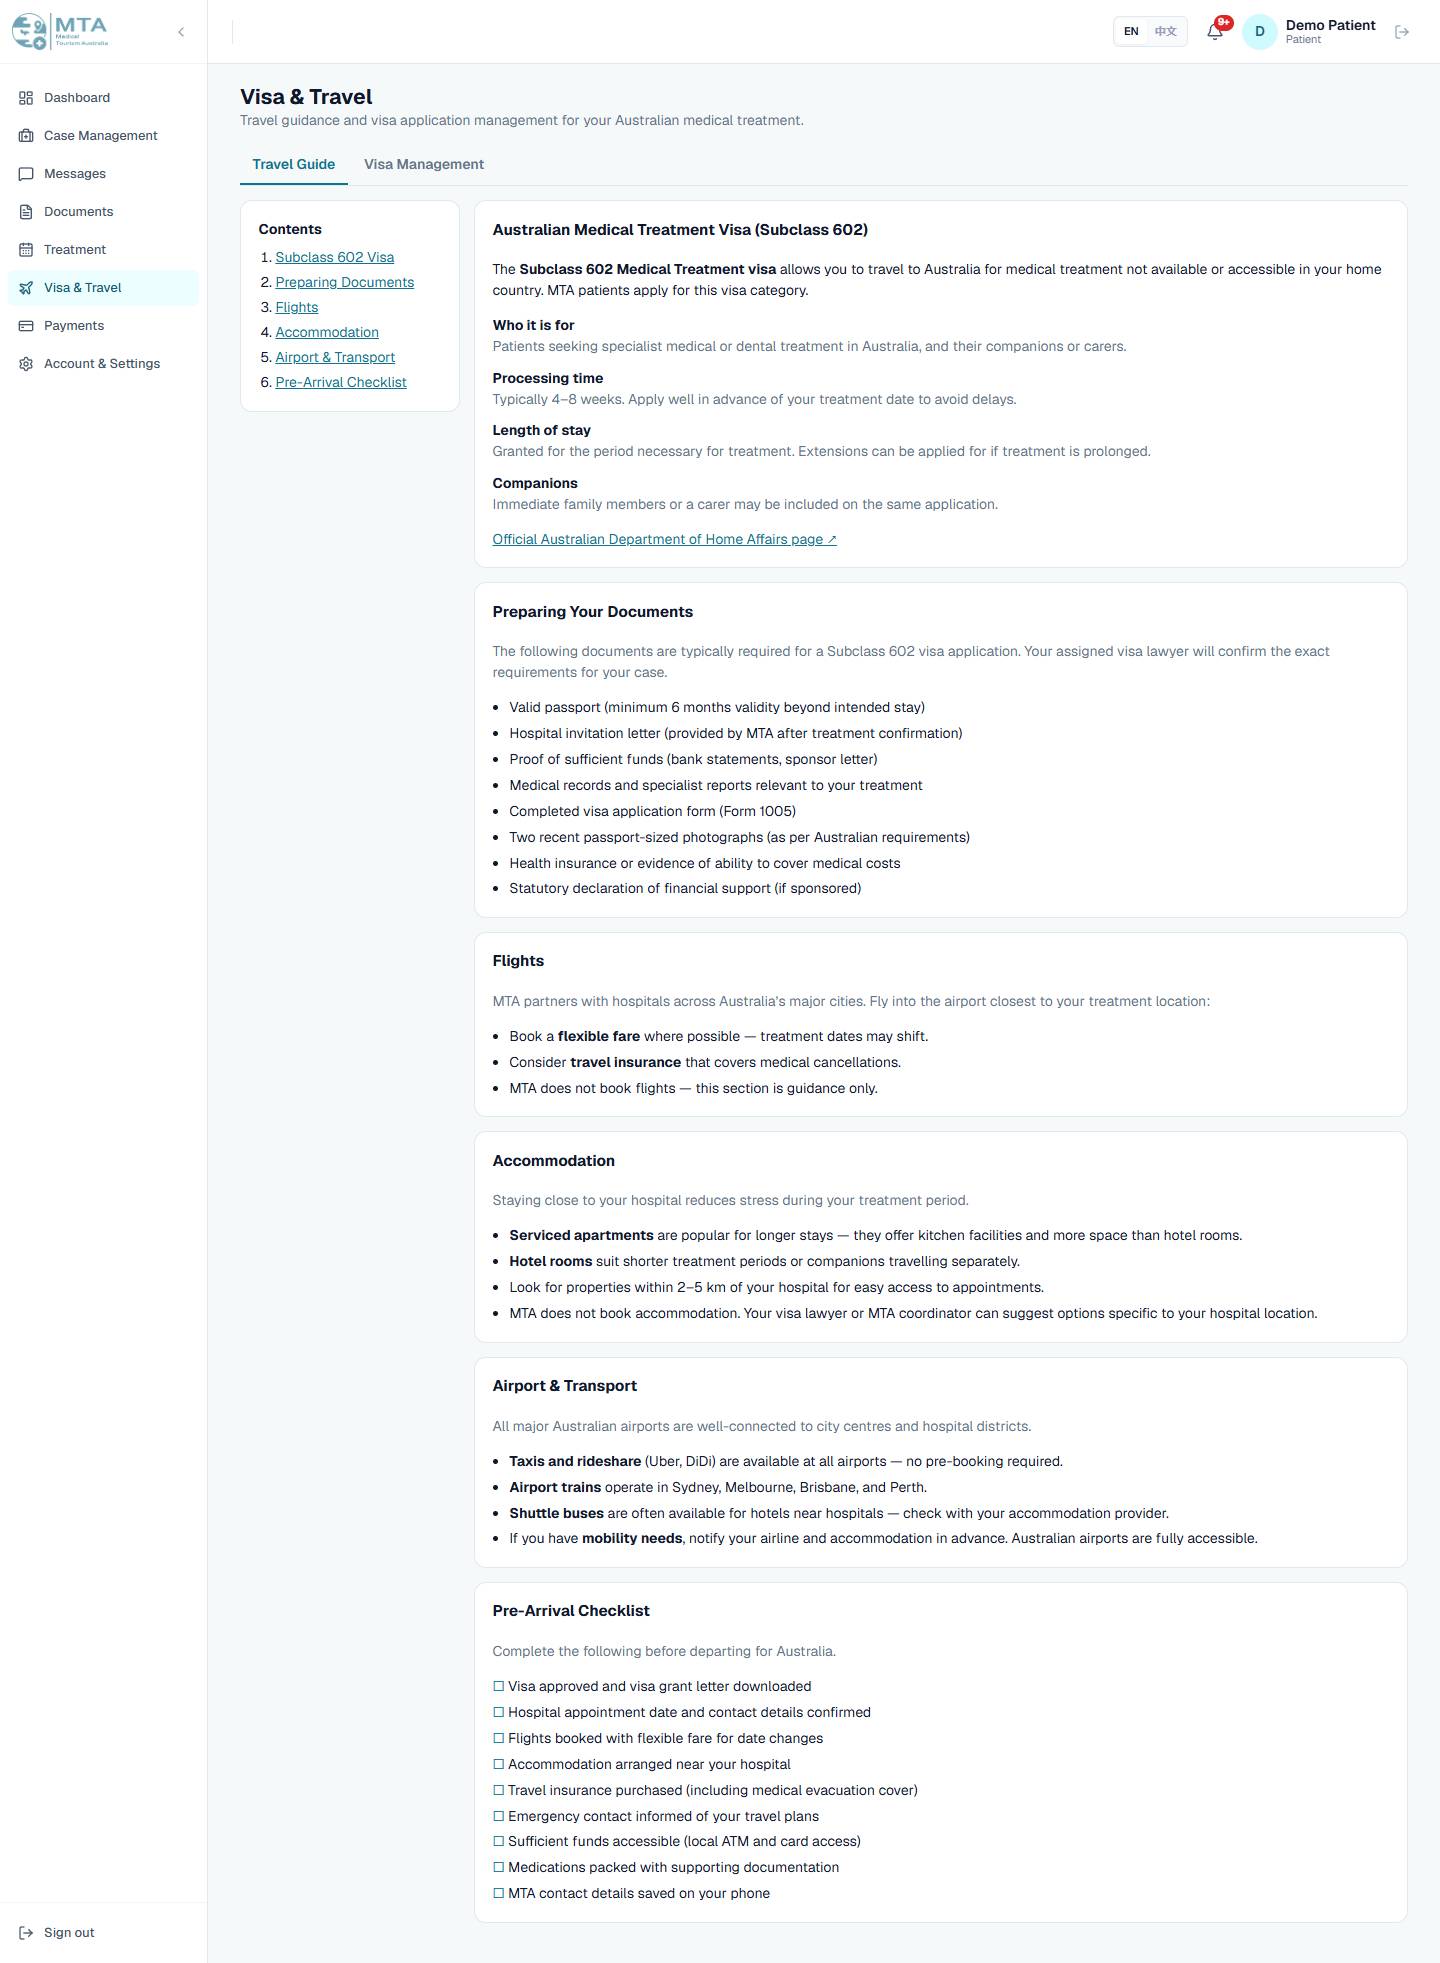 MTA
Medical
Tourism Australia
EN
中文
9+
D
Demo Patient
Patient
Dashboard
Case Management
Messages
Documents
Treatment
Visa & Travel
Payments
Account & Settings
Sign out
Visa & Travel
Travel guidance and visa application management for your Australian medical treatment.
Travel Guide
Visa Management
Contents
1. Subclass 602 Visa
2. Preparing Documents
3. Flights
4. Accommodation
5. Airport & Transport
6. Pre-Arrival Checklist
Australian Medical Treatment Visa (Subclass 602)
The Subclass 602 Medical Treatment visa allows you to travel to Australia for medical treatment not available or accessible in your home
country. MTA patients apply for this visa category.
Who it is for
Patients seeking specialist medical or dental treatment in Australia, and their companions or carers.
Processing time
Typically 4–8 weeks. Apply well in advance of your treatment date to avoid delays.
Length of stay
Granted for the period necessary for treatment. Extensions can be applied for if treatment is prolonged.
Companions
Immediate family members or a carer may be included on the same application.
Official Australian Department of Home Affairs page ↗
Preparing Your Documents
The following documents are typically required for a Subclass 602 visa application. Your assigned visa lawyer will confirm the exact
requirements for your case.
• Valid passport (minimum 6 months validity beyond intended stay)
• Hospital invitation letter (provided by MTA after treatment confirmation)
• Proof of sufficient funds (bank statements, sponsor letter)
• Medical records and specialist reports relevant to your treatment
• Completed visa application form (Form 1005)
• Two recent passport-sized photographs (as per Australian requirements)
• Health insurance or evidence of ability to cover medical costs
• Statutory declaration of financial support (if sponsored)
Flights
MTA partners with hospitals across Australia's major cities. Fly into the airport closest to your treatment location:
• Book a flexible fare where possible — treatment dates may shift.
• Consider travel insurance that covers medical cancellations.
• MTA does not book flights — this section is guidance only.
Accommodation
Staying close to your hospital reduces stress during your treatment period.
• Serviced apartments are popular for longer stays — they offer kitchen facilities and more space than hotel rooms.
• Hotel rooms suit shorter treatment periods or companions travelling separately.
• Look for properties within 2–5 km of your hospital for easy access to appointments.
• MTA does not book accommodation. Your visa lawyer or MTA coordinator can suggest options specific to your hospital location.
Airport & Transport
All major Australian airports are well-connected to city centres and hospital districts.
• Taxis and rideshare (Uber, DiDi) are available at all airports — no pre-booking required.
• Airport trains operate in Sydney, Melbourne, Brisbane, and Perth.
• Shuttle buses are often available for hotels near hospitals — check with your accommodation provider.
• If you have mobility needs, notify your airline and accommodation in advance. Australian airports are fully accessible.
Pre-Arrival Checklist
Complete the following before departing for Australia.
☐ Visa approved and visa grant letter downloaded
☐ Hospital appointment date and contact details confirmed
☐ Flights booked with flexible fare for date changes
☐ Accommodation arranged near your hospital
☐ Travel insurance purchased (including medical evacuation cover)
☐ Emergency contact informed of your travel plans
☐ Sufficient funds accessible (local ATM and card access)
☐ Medications packed with supporting documentation
☐ MTA contact details saved on your phone